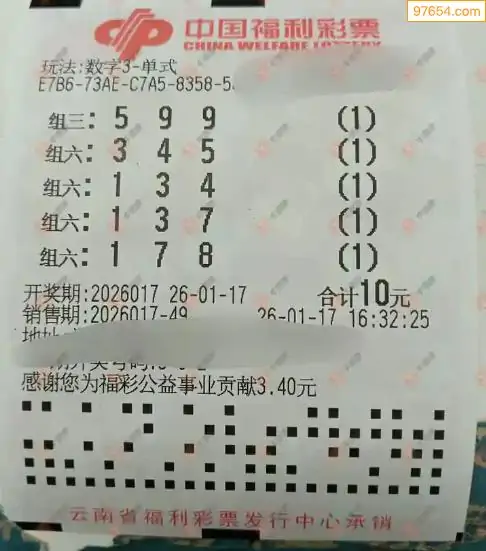 97654.com
中国福利彩票
CHINA WELFARE LOTTERY
玩法:数字3-单式
E7B6-73AE-C7A5-8358-5
组三: 5 9 9 (1)
组六: 3 4 5 (1)
组六: 1 3 4 (1)
组六: 1 3 7 (1)
组六: 1 7 8 (1)
开奖期:2026017 26-01-17 合计10元
销售期:2026017-49 26-01-17 16:32:25
地址
感谢您为福彩公益事业贡献3.40元
云南省福利彩票发行中心承销